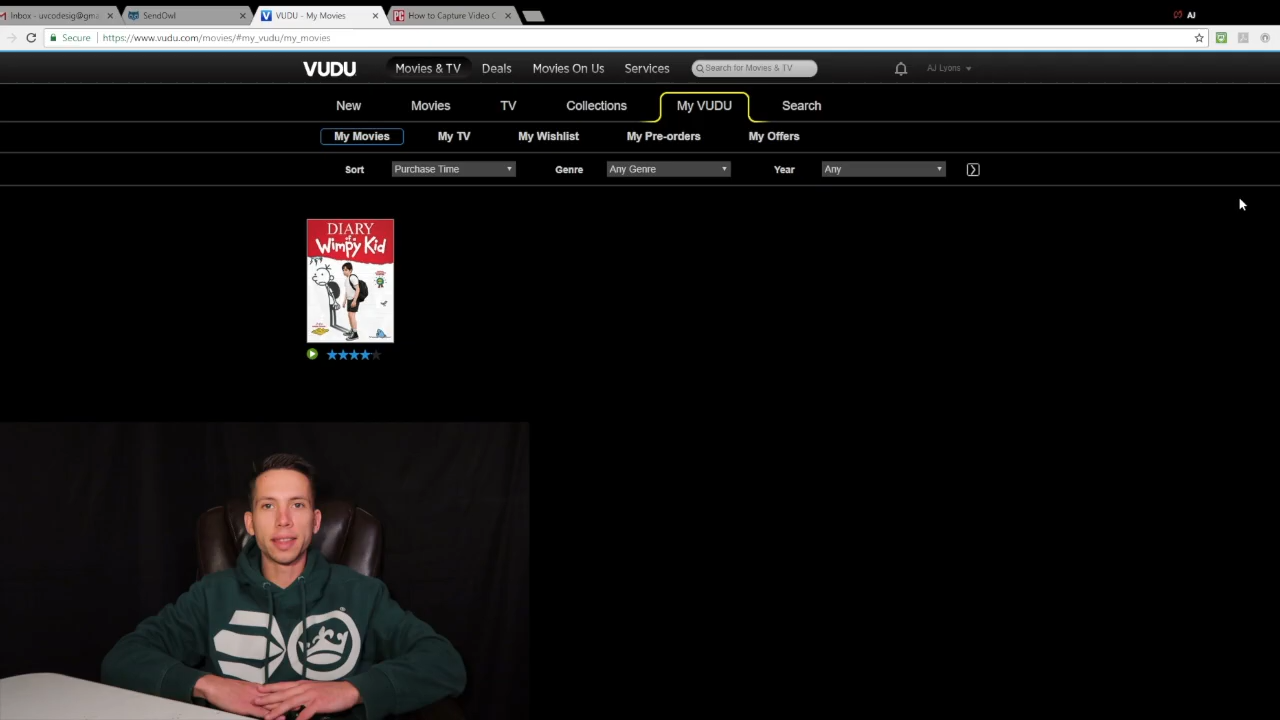 Inbox - uvcodesig@gma
SendOwl
VUDU - My Movies
How to Capture Video C
AJ
Secure
https://www.vudu.com/movies/#my_vudu/my_movies
VUDU
Movies & TV
Deals
Movies On Us
Services
Search for Movies & TV
AJ Lyons
New
Movies
TV
Collections
My VUDU
Search
My Movies
My TV
My Wishlist
My Pre-orders
My Offers
Sort
Purchase Time
Genre
Any Genre
Year
Any
DIARY
of a
Wimpy Kid